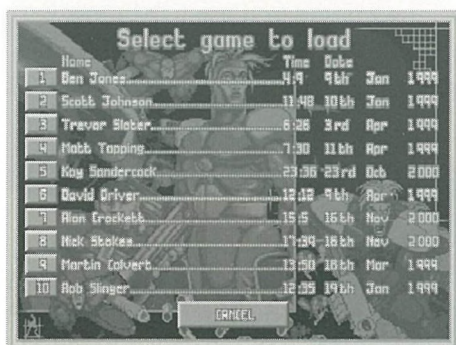 Select game to load
Name Time Date
1 Ben Jones 4:9 9th Jan 1999
2 Scott Johnson 11:48 10th Jan 1999
3 Trevor Slater 6:26 3rd Apr 1999
4 Matt Topping 7:30 11th Apr 1999
5 Kay Sandercock 23:36 23rd Oct 2000
6 David Driver 12:12 9th Apr 1999
7 Alan Crockett 15:5 16th Nov 2000
8 Nick Stokes 17:39 16th Nov 2000
9 Martin Calvert 13:50 Mar 1999
10 Rob Slinger 12:35 19th Jan 1999
CANCEL